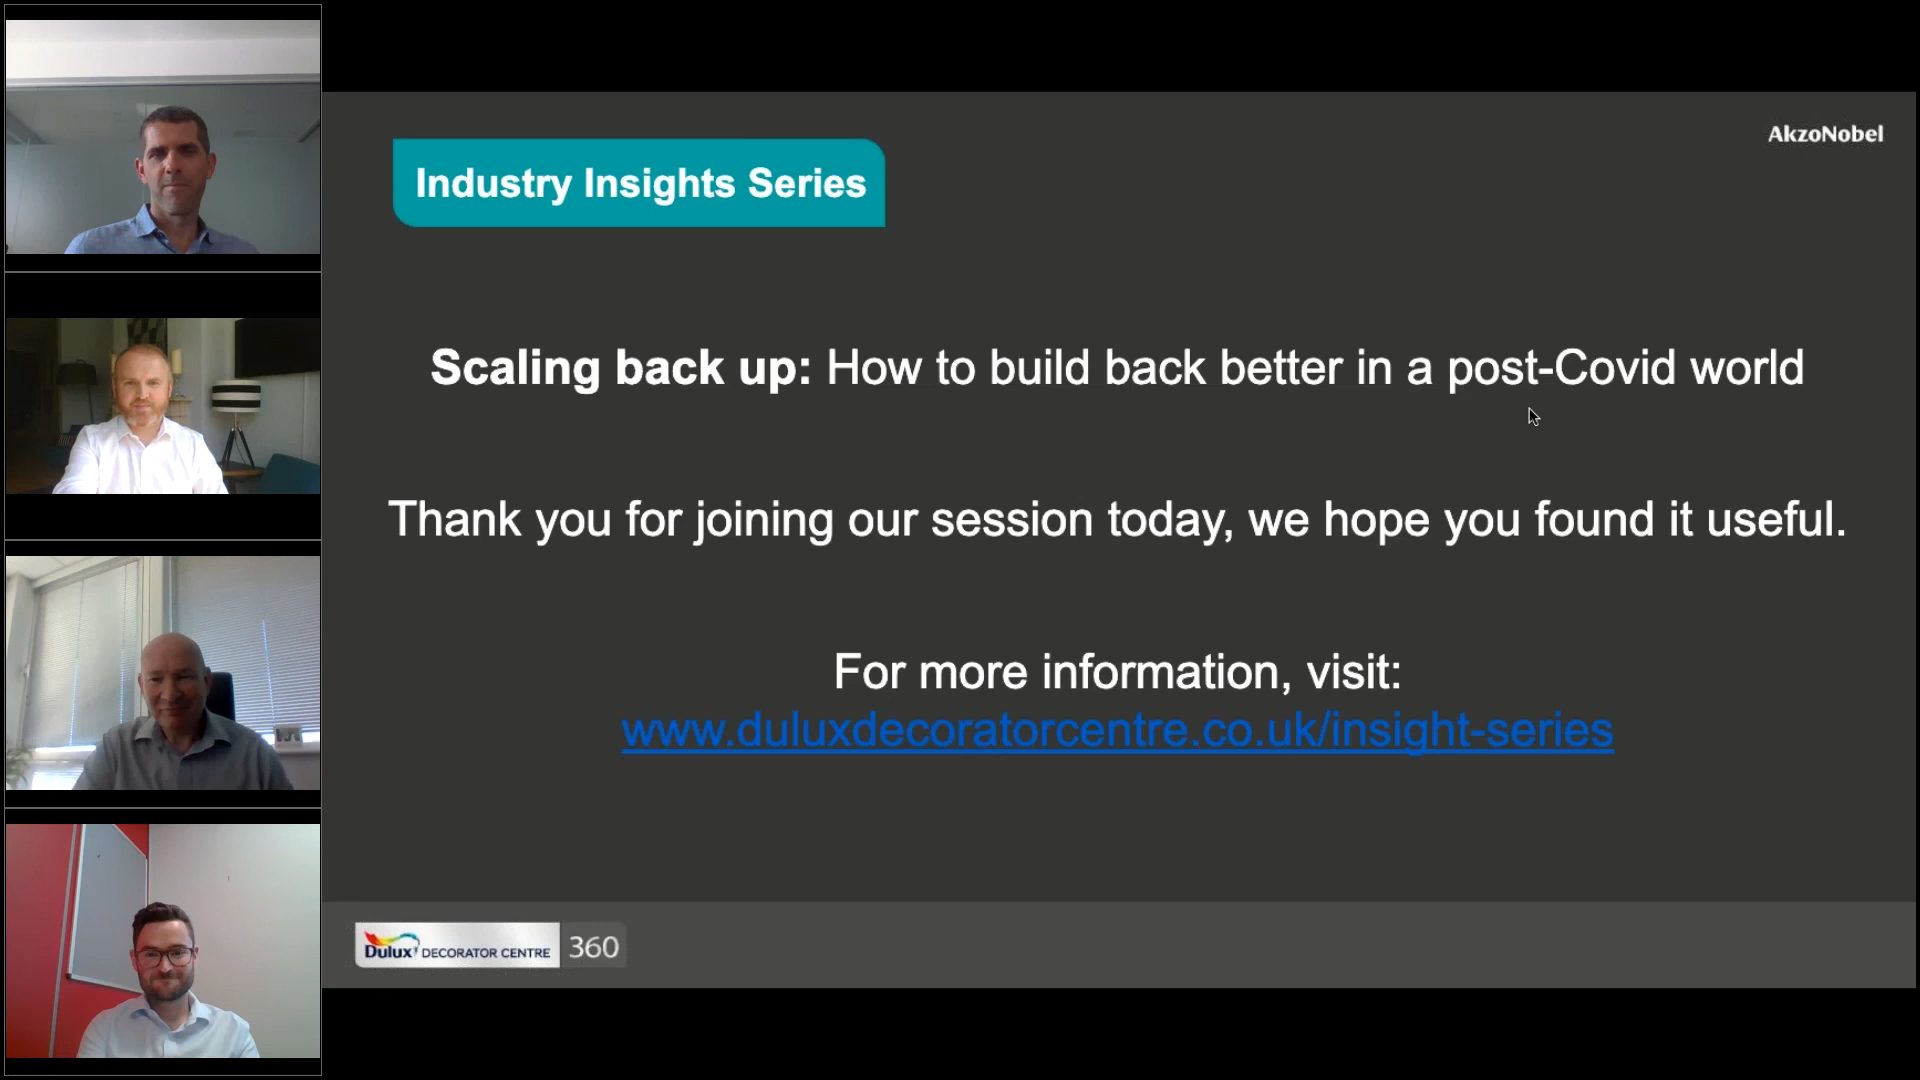 AkzoNobel
Industry Insights Series
Scaling back up: How to build back better in a post-Covid world
Thank you for joining our session today, we hope you found it useful.
For more information, visit:
www.duluxdecoratorcentre.co.uk/insight-series
Dulux DECORATOR CENTRE 360